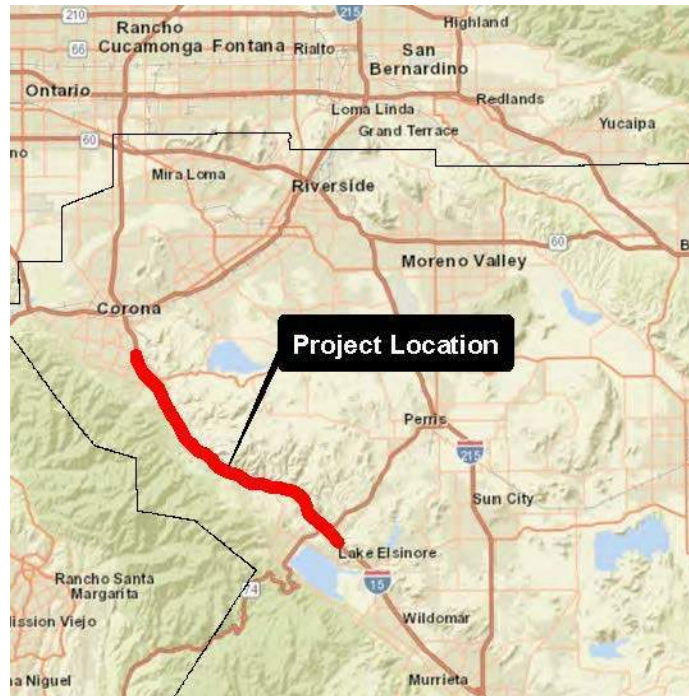 210
215
Highland
Rancho
Cucamonga
Fontana
Rialto
San
Bernardino
66
Ontario
Redlands
Loma Linda
Grand Terrace
Yucaipa
60
no
Mira Loma
Riverside
60
B
Moreno Valley
Corona
Project Location
Perris
215
Sun City
Lake Elsinore
Rancho Santa
Margarita
74
15
lission Viejo
Wildomar
na Niguel
Murrieta